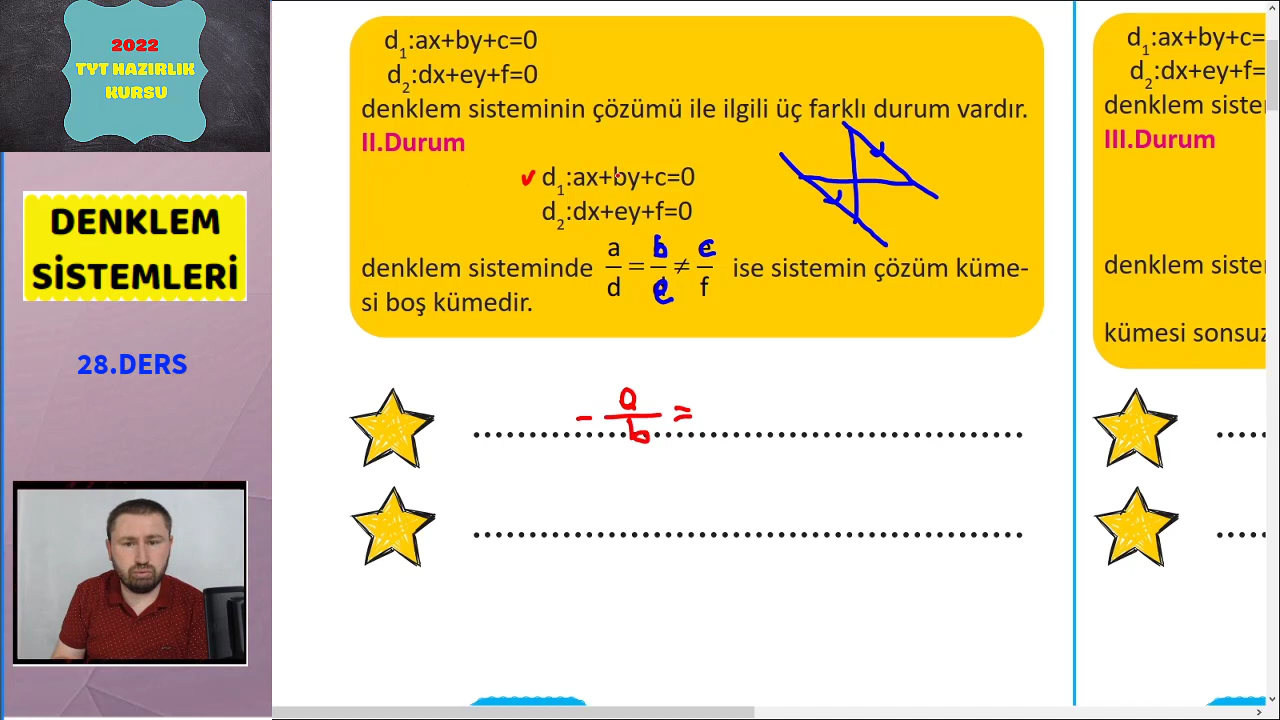 2022
TYT HAZIRLIK
KURSU
DENKLEM
SİSTEMLERİ
28.DERS
d₁:ax+by+c=0
d₂:dx+ey+f=0
denklem sisteminin çözümü ile ilgili üç farklı durum vardır.
II.Durum
✓ d₁:ax+by+c=0
d₂:dx+ey+f=0
denklem sisteminde a/d = b/e ≠ c/f ise sistemin çözüm küme-
si boş kümedir.
- a/b =
d₁:ax+by+c=
d₂:dx+ey+f=
denklem siste
III.Durum
denklem siste
kümesi sonsuz